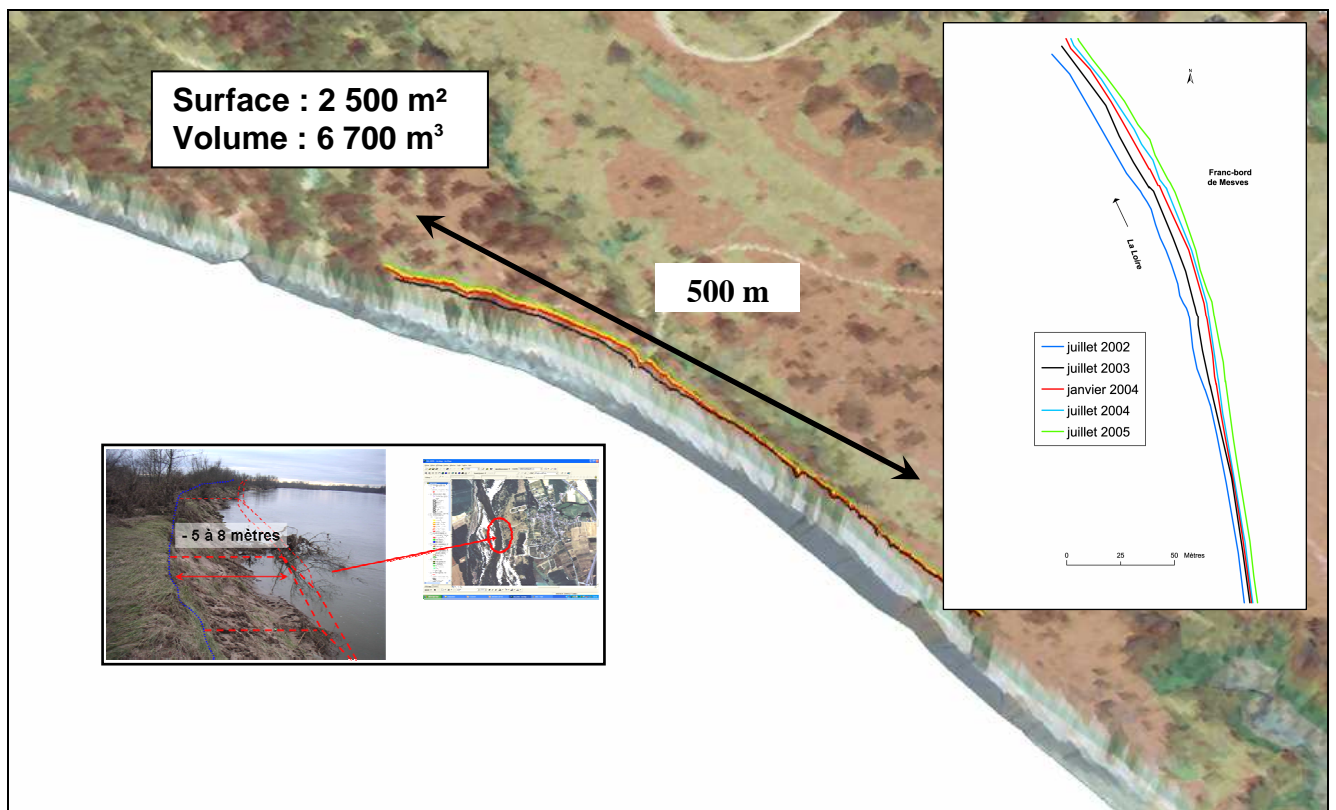 Surface : 2 500 m²
Volume : 6 700 m³
500 m
- 5 à 8 mètres
N
Franc-bord
de Mesves
La Loire
juillet 2002
juillet 2003
janvier 2004
juillet 2004
juillet 2005
0 25 50 Mètres